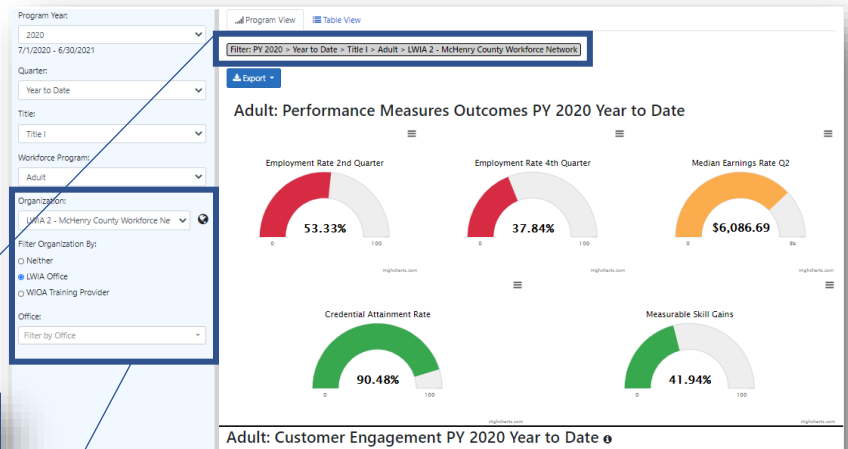 Program Year:
2020
7/1/2020 - 6/30/2021
Quarter:
Year to Date
Title:
Title I
Workforce Program:
Adult
Organization:
LWIA 2 - McHenry County Workforce Ne
Filter Organization By:
Neither
LWIA Office
WIOA Training Provider
Office:
Filter by Office
Program View
Table View
Filter: PY 2020 > Year to Date > Title I > Adult > LWIA 2 - McHenry County Workforce Network
Export
Adult: Performance Measures Outcomes PY 2020 Year to Date
Employment Rate 2nd Quarter
53.33%
0 100
Highcharts.com
Employment Rate 4th Quarter
37.84%
0 100
Highcharts.com
Median Earnings Rate Q2
$6,086.69
0 8k
Highcharts.com
Credential Attainment Rate
90.48%
0 100
Highcharts.com
Measurable Skill Gains
41.94%
0 100
Highcharts.com
Adult: Customer Engagement PY 2020 Year to Date